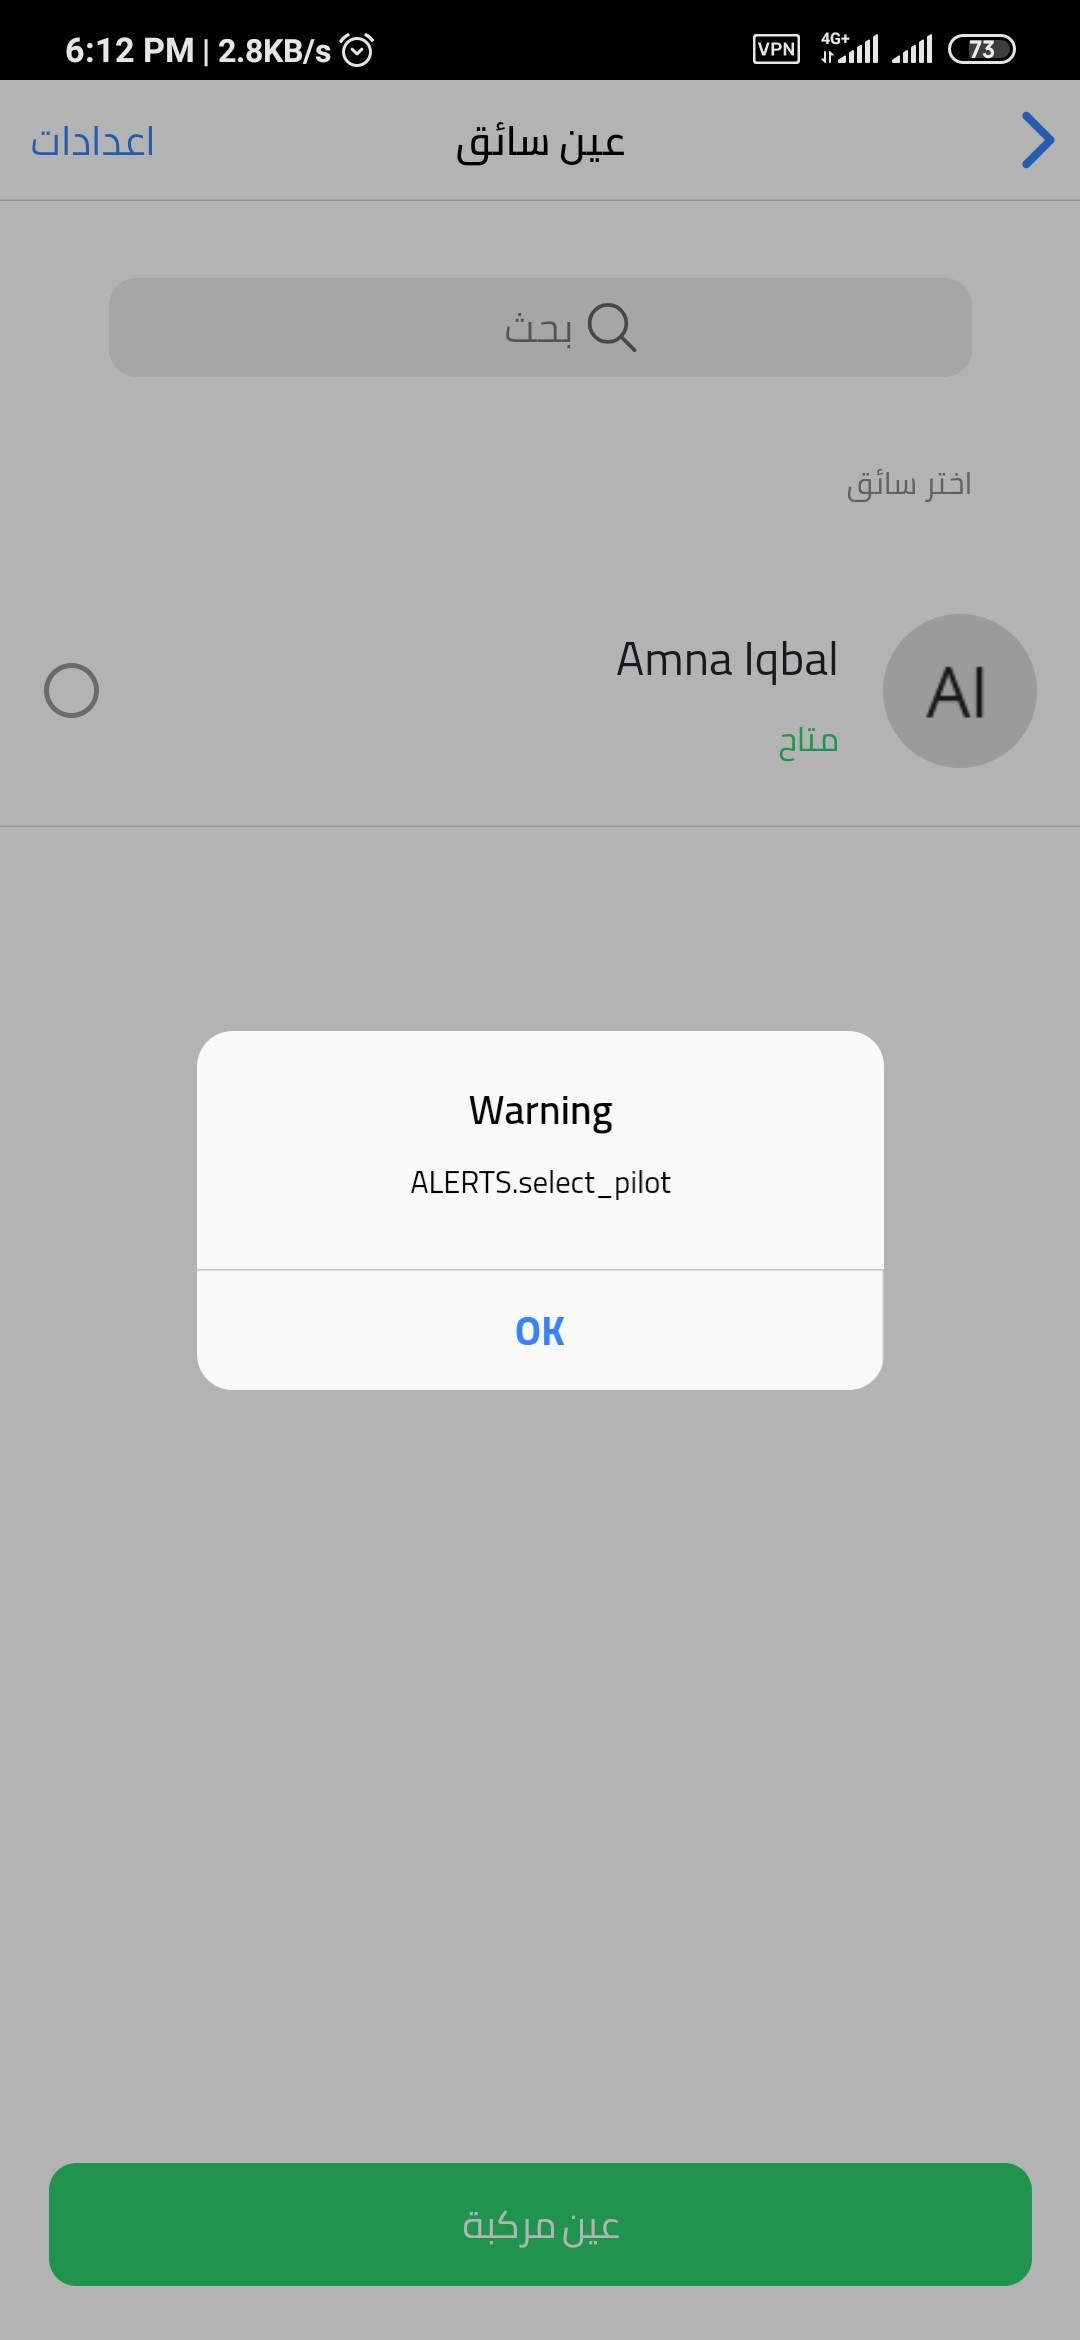 6:12 PM | 2.8KB/s VPN 4G+ 73
عين سائق
اعدادات
بحث
اختر سائق
AI
Amna Iqbal
متاح
Warning
ALERTS.select_pilot
OK
عين مركبة